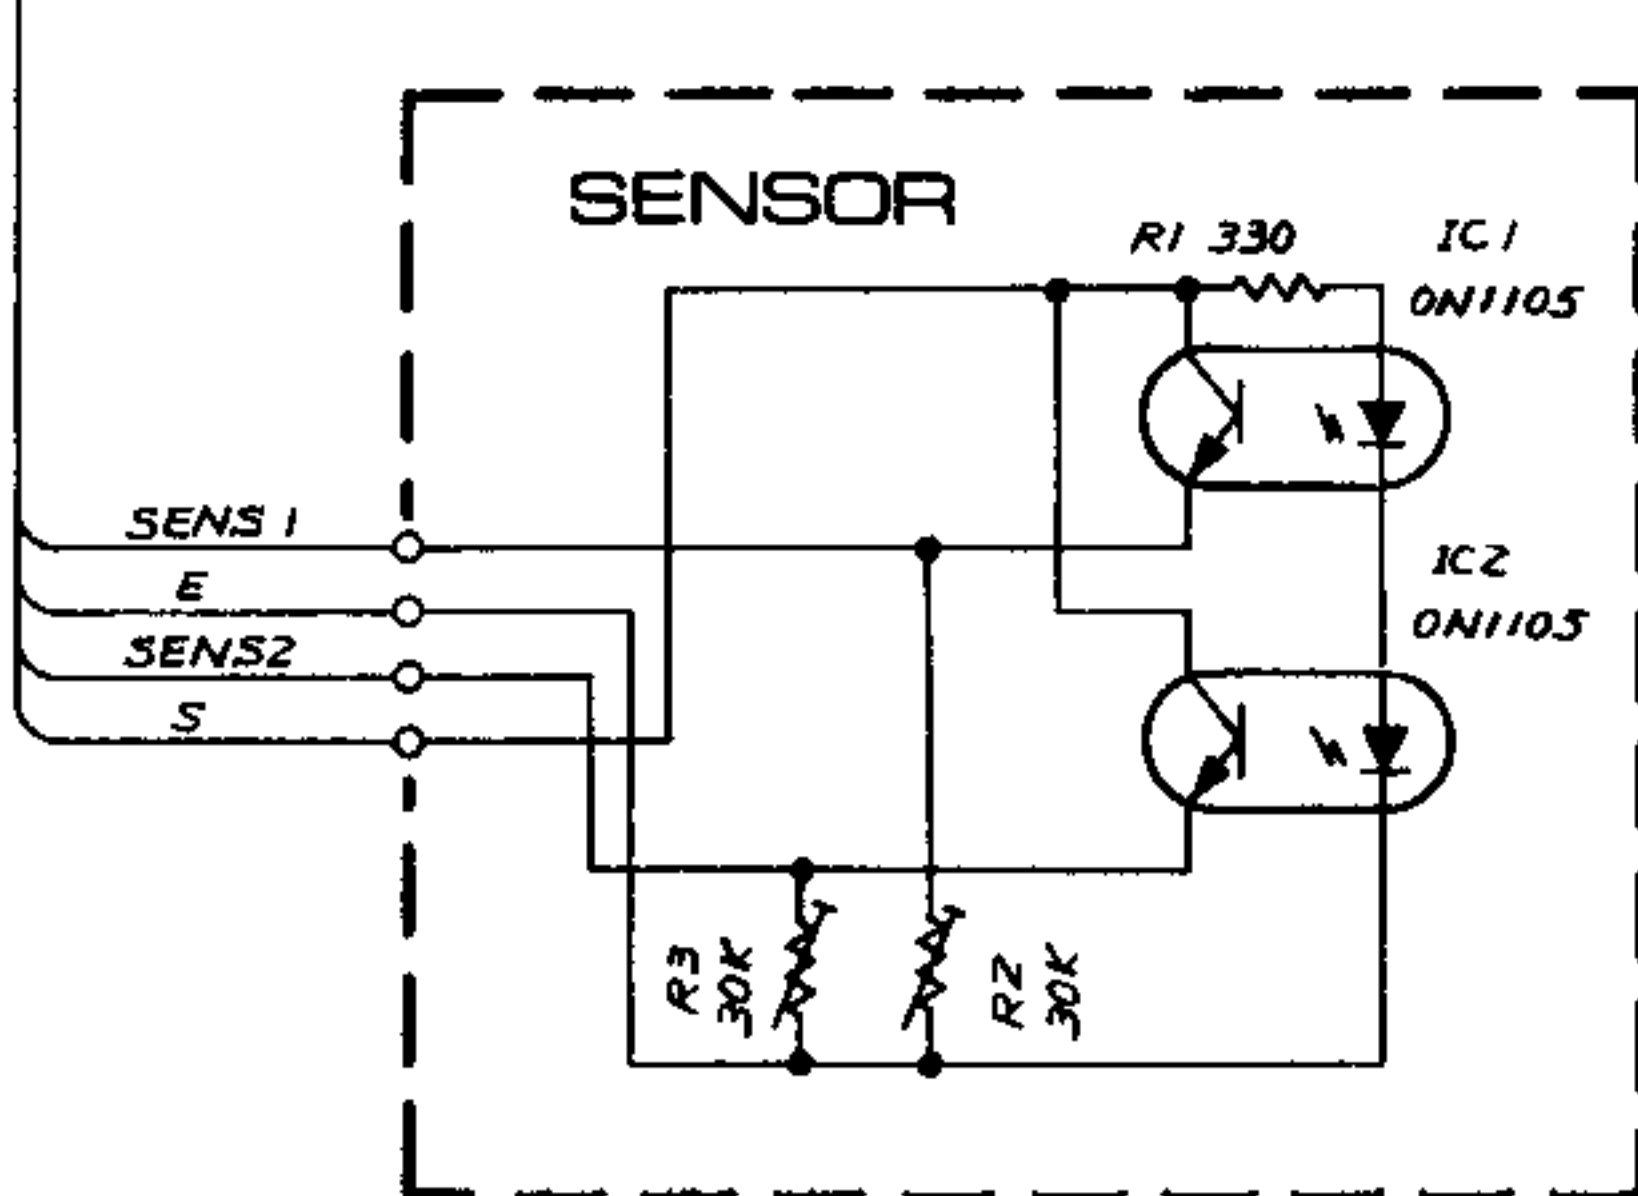 SENSOR
R1 330
IC1
ON1105
SENS 1
E
SENS2
S
IC2
ON1105
R3
30K
R2
30K